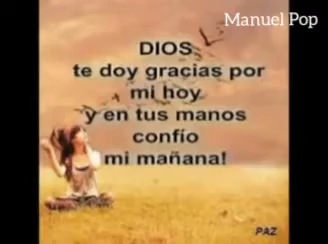 Manuel Pop
DIOS
te doy gracias por
mi hoy
y en tus manos
confío
mi mañana!
PAZ